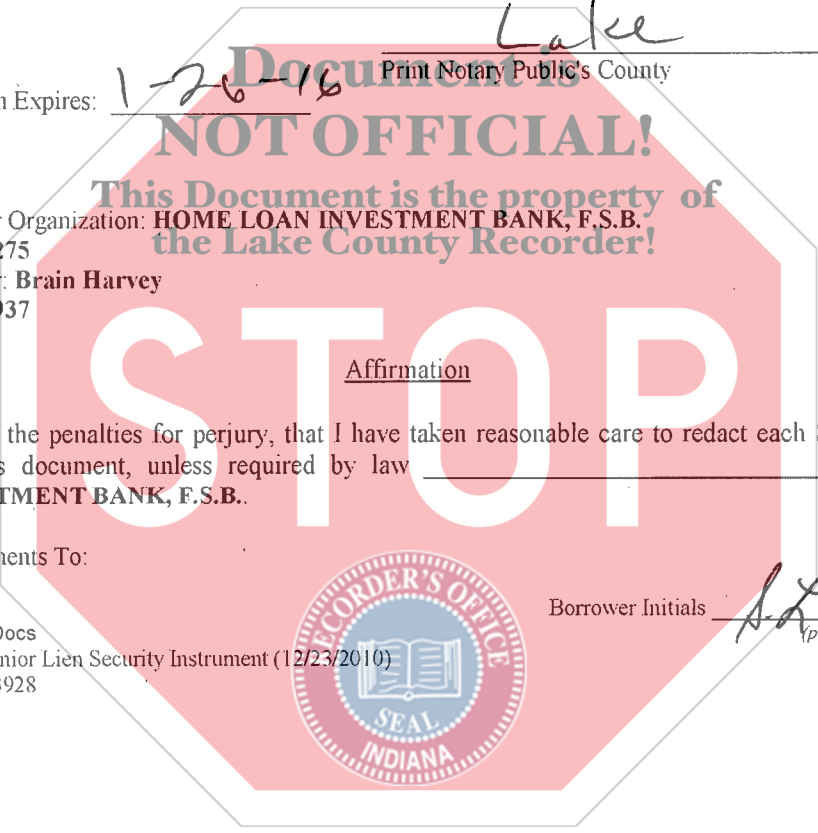 Lake
Document is
Print Notary Public's County
n Expires: 1-26-16
NOT OFFICIAL!
This Document is the property of
r Organization: HOME LOAN INVESTMENT BANK, F.S.B.
the Lake County Recorder!
275
r: Brain Harvey
937
STOP
Affirmation
the penalties for perjury, that I have taken reasonable care to redact each S
s document, unless required by law
TMENT BANK, F.S.B..
nents To:
RECORDER'S OFFICE
SEAL
INDIANA
Borrower Initials S.L
(p
Docs
nior Lien Security Instrument (12/23/2010)
3928